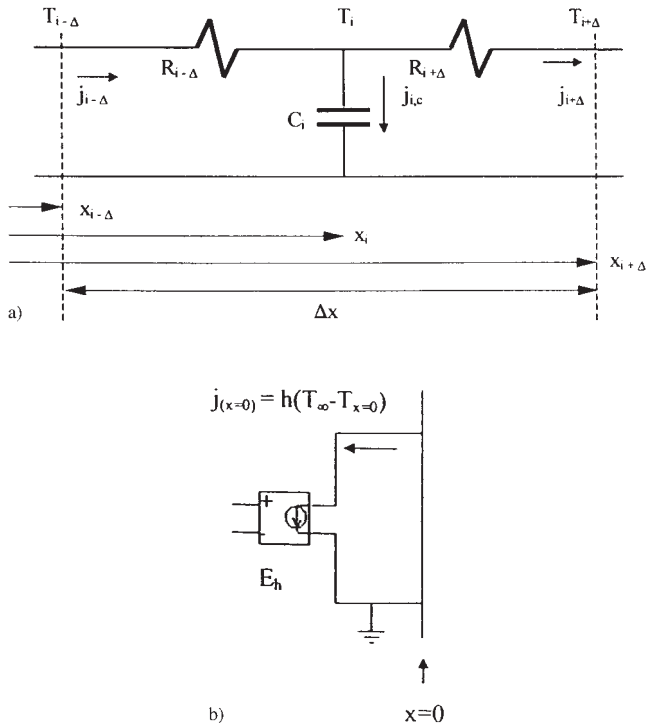 T_{i-Δ} T_i T_{i+Δ}
R_{i-Δ} R_{i+Δ}
j_{i-Δ} j_{i,c} j_{i+Δ}
C_i
x_{i-Δ}
x_i
x_{i+Δ}
Δx
a)
j_{(x=0)} = h(T_∞-T_{x=0})
+
-
E_h
b) x=0